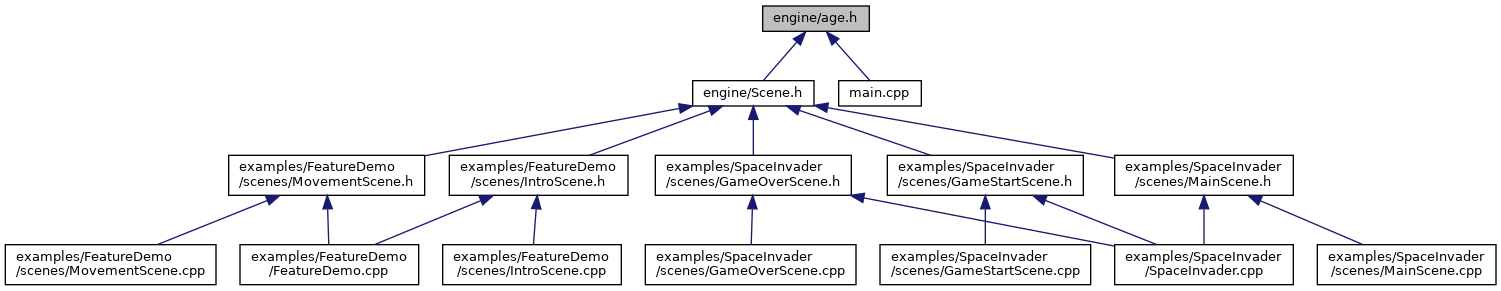 engine/age.h
engine/Scene.h
main.cpp
examples/FeatureDemo
/scenes/MovementScene.h
examples/FeatureDemo
/scenes/IntroScene.h
examples/SpaceInvader
/scenes/GameOverScene.h
examples/SpaceInvader
/scenes/GameStartScene.h
examples/SpaceInvader
/scenes/MainScene.h
examples/FeatureDemo
/scenes/MovementScene.cpp
examples/FeatureDemo
/FeatureDemo.cpp
examples/FeatureDemo
/scenes/IntroScene.cpp
examples/SpaceInvader
/scenes/GameOverScene.cpp
examples/SpaceInvader
/scenes/GameStartScene.cpp
examples/SpaceInvader
/SpaceInvader.cpp
examples/SpaceInvader
/scenes/MainScene.cpp